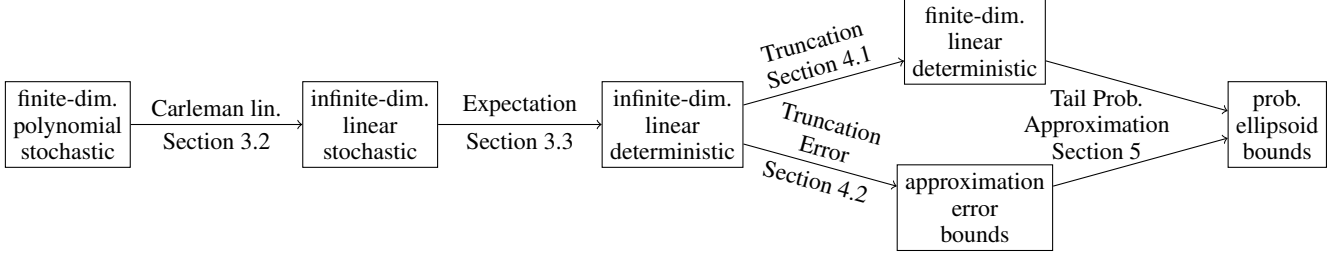 finite-dim.
polynomial
stochastic
Carleman lin.
Section 3.2
infinite-dim.
linear
stochastic
Expectation
Section 3.3
infinite-dim.
linear
deterministic
Truncation
Section 4.1
finite-dim.
linear
deterministic
Truncation
Error
Section 4.2
approximation
error
bounds
Tail Prob.
Approximation
Section 5
prob.
ellipsoid
bounds